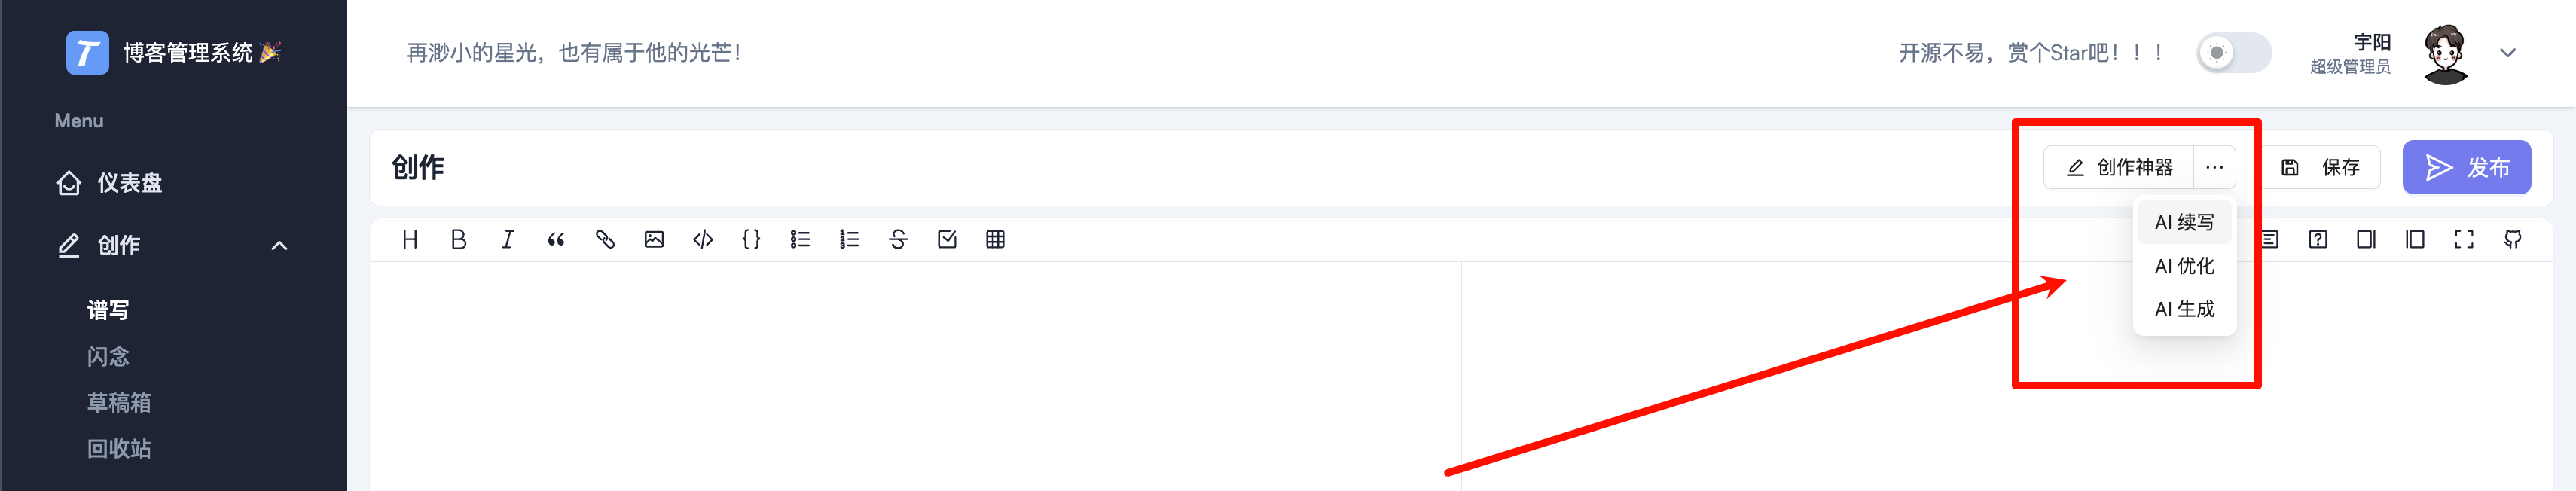 博客管理系统🎉
再渺小的星光，也有属于他的光芒！
开源不易，赏个Star吧！！！
宇阳
超级管理员
Menu
仪表盘
创作
谱写
闪念
草稿箱
回收站
创作
创作神器
保存
发布
AI 续写
AI 优化
AI 生成